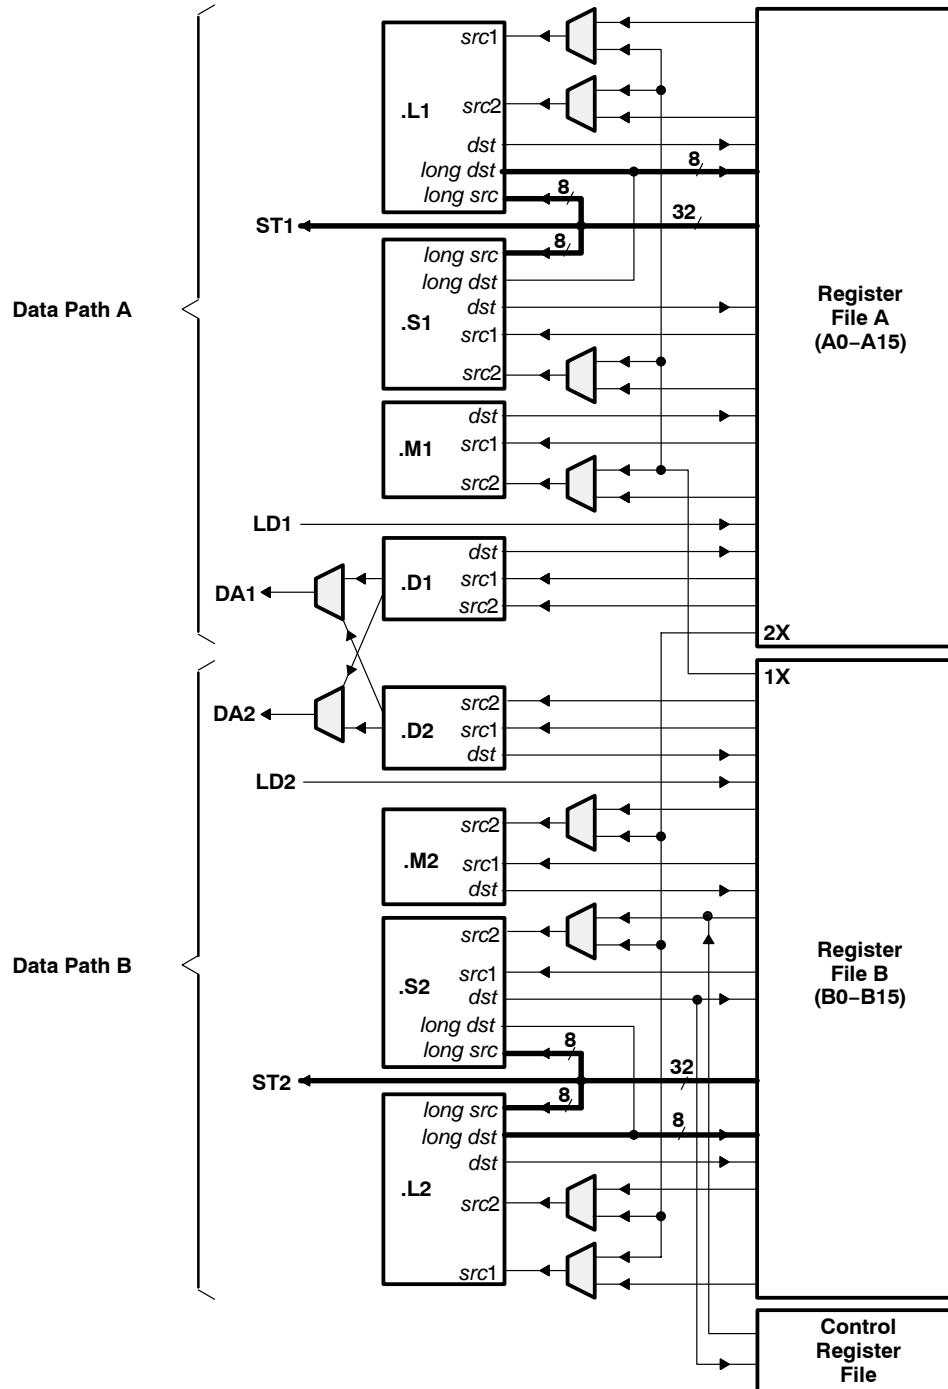 src1
.L1
src2
dst
8
long dst
8
long src
32
ST1
8
long src
long dst
Data Path A
dst
.S1
src1
src2
Register
File A
(A0–A15)
dst
.M1
src1
src2
LD1
dst
.D1
src1
src2
DA1
2X
1X
src2
DA2
.D2
src1
dst
LD2
src2
.M2
src1
dst
src2
Data Path B
src1
.S2
dst
long dst
8
long src
Register
File B
(B0–B15)
32
ST2
8
long src
8
long dst
dst
.L2
src2
src1
Control
Register
File